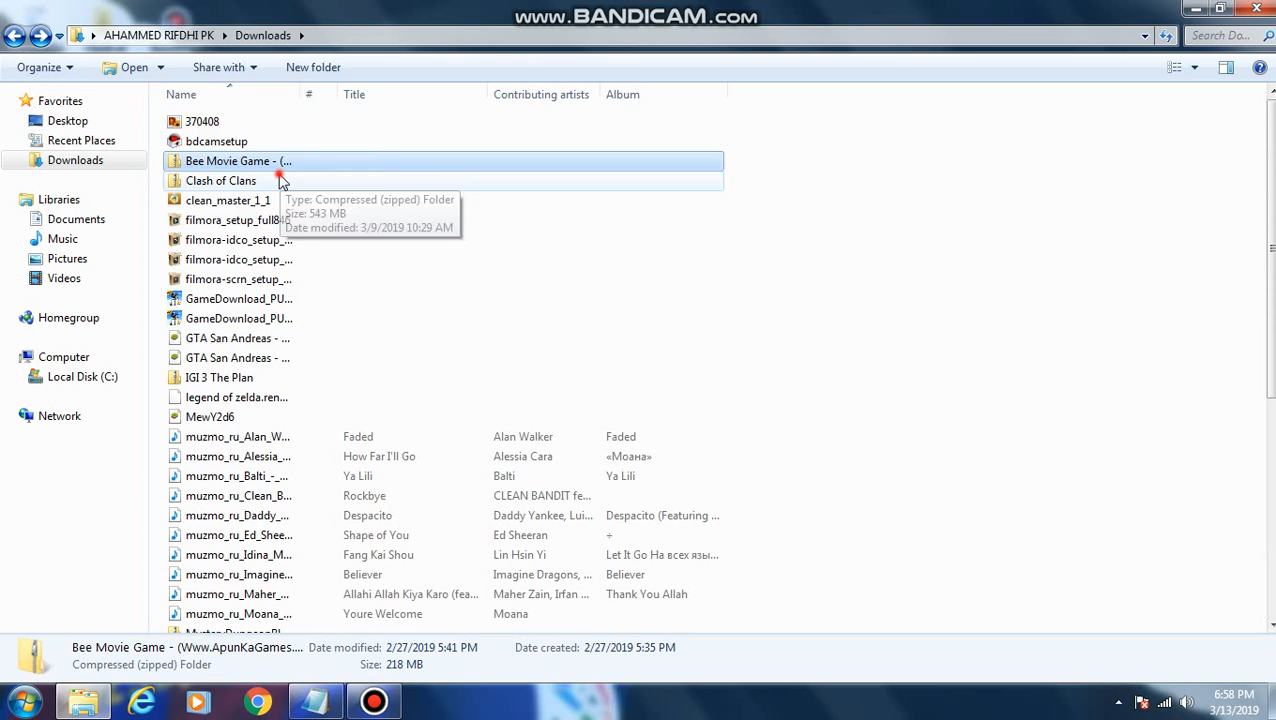 www.BANDICAM.com
AHAMMED RIFDHI PK Downloads
Search Do...
Organize Open Share with New folder
Name # Title Contributing artists Album
Favorites
Desktop
Recent Places
Downloads
Libraries
Documents
Music
Pictures
Videos
Homegroup
Computer
Local Disk (C:)
Network
370408
bdcamsetup
Bee Movie Game - (...
Clash of Clans
Type: Compressed (zipped) Folder
Size: 543 MB
Date modified: 3/9/2019 10:29 AM
clean_master_1_1
filmora_setup_full846
filmora-idco_setup_...
filmora-idco_setup_...
filmora-scrn_setup_...
GameDownload_PU...
GameDownload_PU...
GTA San Andreas - ...
GTA San Andreas - ...
IGI 3 The Plan
legend of zelda.ren...
MewY2d6
muzmo_ru_Alan_W... Faded Alan Walker Faded
muzmo_ru_Alessia_... How Far I'll Go Alessia Cara «Моана»
muzmo_ru_Balti_-_... Ya Lili Balti Ya Lili
muzmo_ru_Clean_B... Rockbye CLEAN BANDIT fe...
muzmo_ru_Daddy_... Despacito Daddy Yankee, Lui... Despacito (Featuring ...
muzmo_ru_Ed_Shee... Shape of You Ed Sheeran ÷
muzmo_ru_Idina_M... Fang Kai Shou Lin Hsin Yi Let It Go На всех язы...
muzmo_ru_Imagine... Believer Imagine Dragons, ... Believer
muzmo_ru_Maher_... Allahi Allah Kiya Karo (fea... Maher Zain, Irfan ... Thank You Allah
muzmo_ru_Moana_... Youre Welcome Moana
Bee Movie Game - (Www.ApunKaGames.... Date modified: 2/27/2019 5:41 PM Date created: 2/27/2019 5:35 PM
Compressed (zipped) Folder Size: 218 MB
6:58 PM
3/13/2019